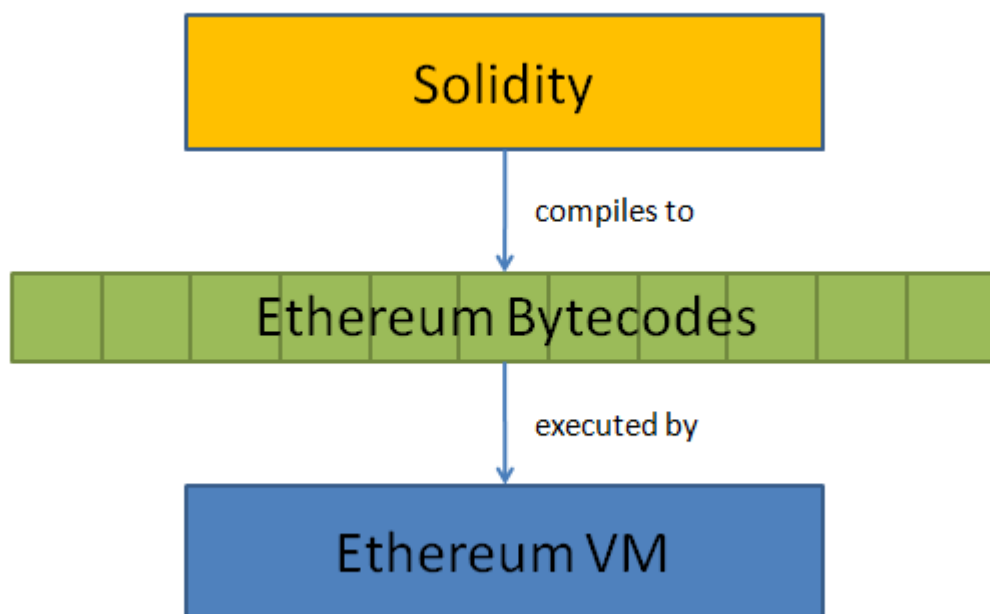 Solidity
compiles to
Ethereum Bytecodes
executed by
Ethereum VM